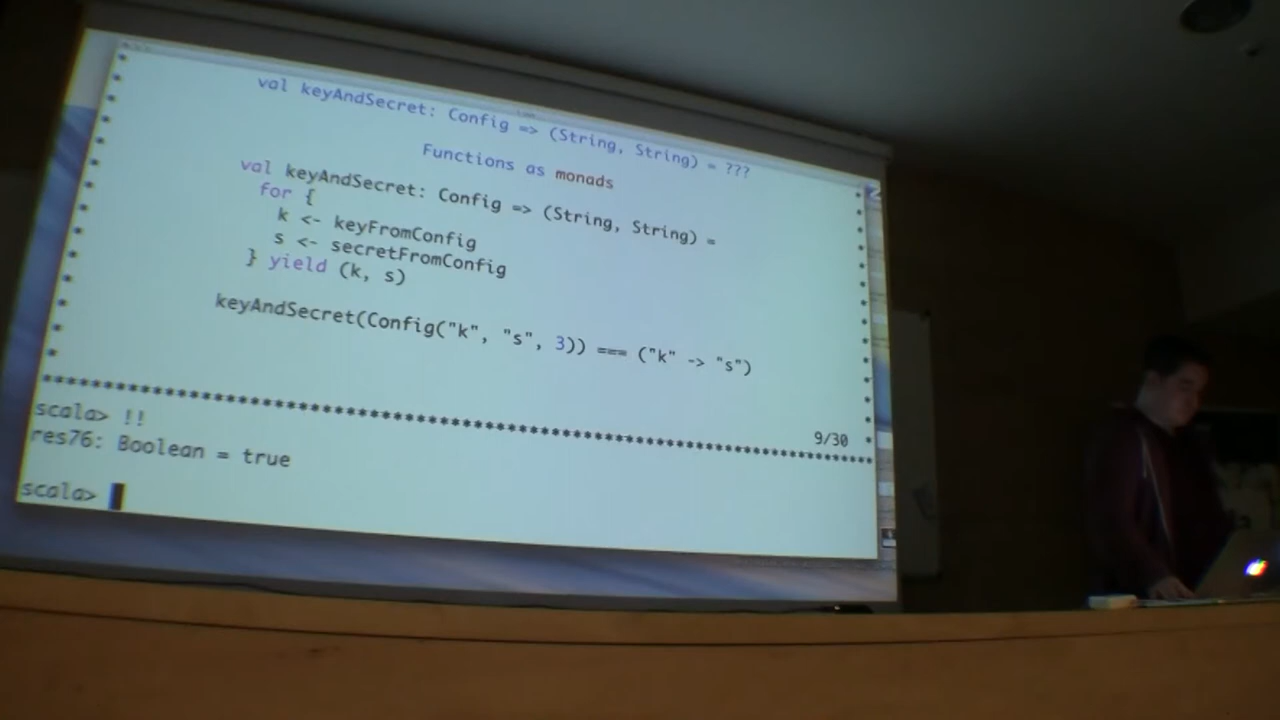 val keyAndSecret: Config => (String, String) = ???
Functions as monads
val keyAndSecret: Config => (String, String) =
for {
k <- keyFromConfig
s <- secretFromConfig
} yield (k, s)
keyAndSecret(Config("k", "s", 3)) === ("k" -> "s")
9/30
scala> !!
res76: Boolean = true
scala>